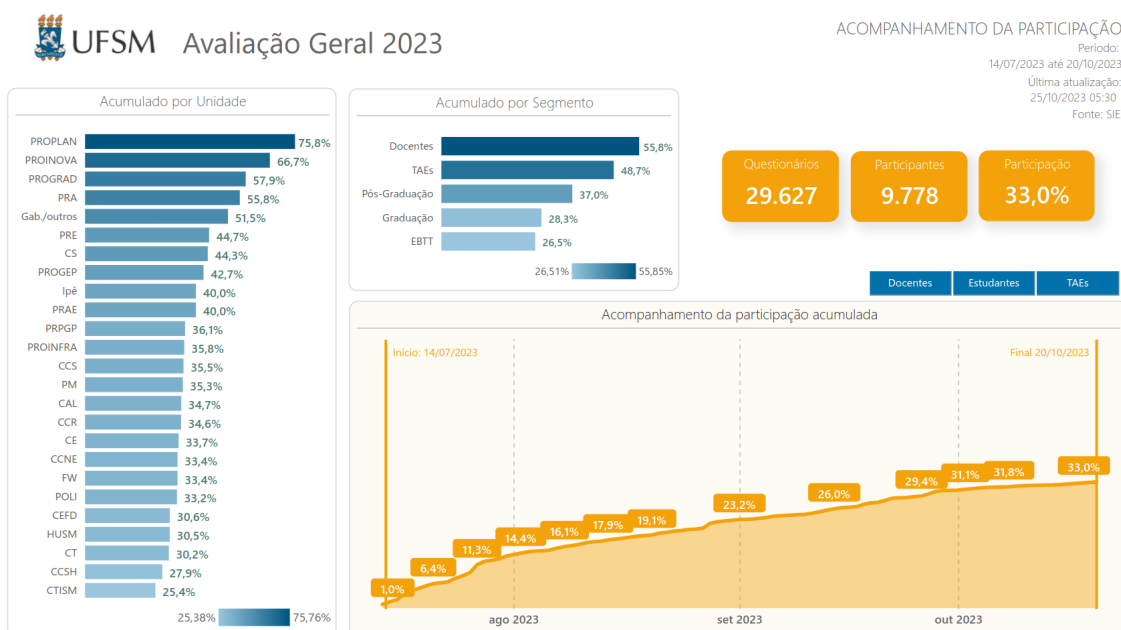 UFSM
Avaliação Geral 2023
ACOMPANHAMENTO DA PARTICIPAÇÃO
Período:
14/07/2023 até 20/10/2023
Última atualização:
25/10/2023 05:30
Fonte: SIE
Acumulado por Unidade
PROPLAN 75,8%
PROINOVA 66,7%
PROGRAD 57,9%
PRA 55,8%
Gab./outros 51,5%
PRE 44,7%
CS 44,3%
PROGEP 42,7%
Ipê 40,0%
PRAE 40,0%
PRPGP 36,1%
PROINFRA 35,8%
CCS 35,5%
PM 35,3%
CAL 34,7%
CCR 34,6%
CE 33,7%
CCNE 33,4%
FW 33,4%
POLI 33,2%
CEFD 30,6%
HUSM 30,5%
CT 30,2%
CCSH 27,9%
CTISM 25,4%
25,38% 75,76%
Acumulado por Segmento
Docentes 55,8%
TAEs 48,7%
Pós-Graduação 37,0%
Graduação 28,3%
EBTT 26,5%
26,51% 55,85%
Questionários
29.627
Participantes
9.778
Participação
33,0%
Docentes Estudantes TAEs
Acompanhamento da participação acumulada
Início: 14/07/2023
Final 20/10/2023
1,0%
6,4%
11,3%
14,4%
16,1%
17,9%
19,1%
23,2%
26,0%
29,4%
31,1%
31,8%
33,0%
ago 2023 set 2023 out 2023